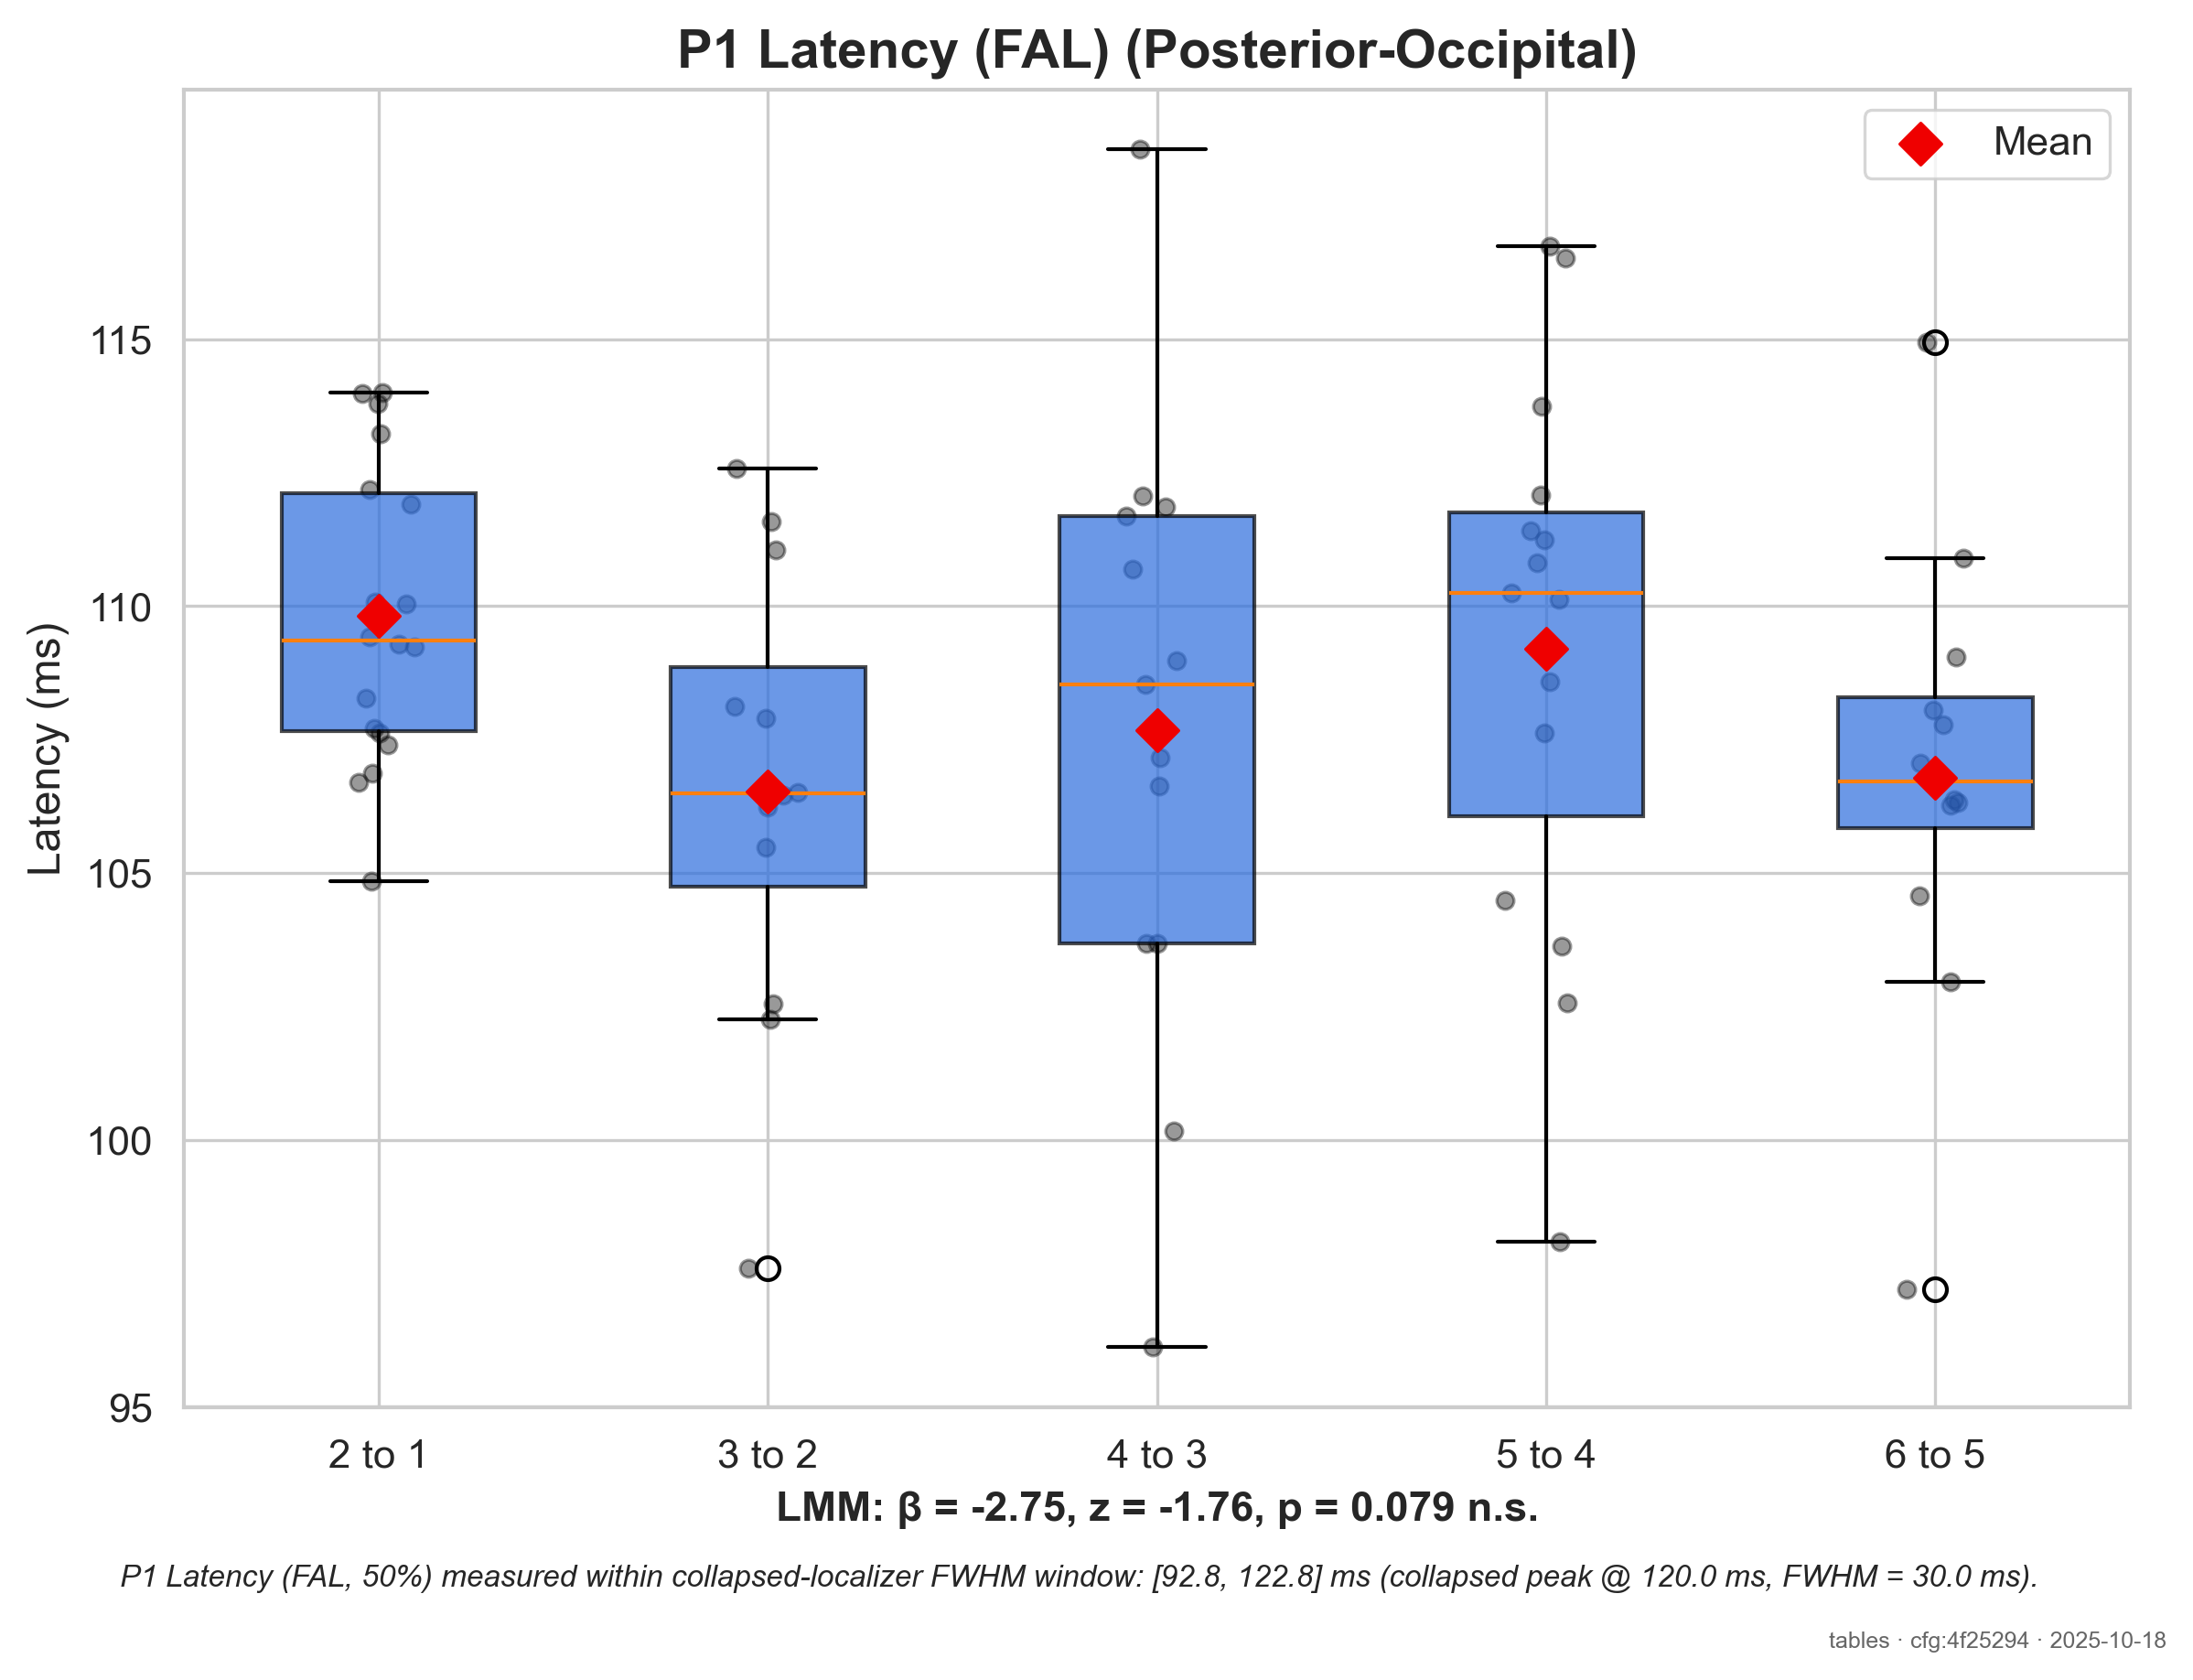 P1 Latency (FAL) (Posterior-Occipital)
Mean
Latency (ms)
115
110
105
100
95
2 to 1
3 to 2
4 to 3
5 to 4
6 to 5
LMM: β = -2.75, z = -1.76, p = 0.079 n.s.
P1 Latency (FAL, 50%) measured within collapsed-localizer FWHM window: [92.8, 122.8] ms (collapsed peak @ 120.0 ms, FWHM = 30.0 ms).
tables · cfg:4f25294 · 2025-10-18